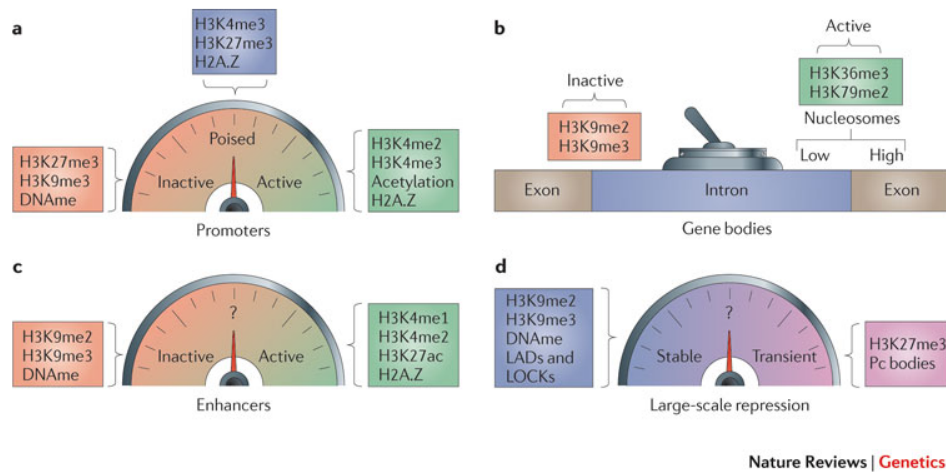 a
H3K4me3
H3K27me3
H2A.Z
H3K27me3
H3K9me3
DNAme
Poised
Inactive
Active
H3K4me2
H3K4me3
Acetylation
H2A.Z
Promoters
b
Inactive
H3K9me2
H3K9me3
Active
H3K36me3
H3K79me2
Nucleosomes
Low High
Exon Intron Exon
Gene bodies
c
H3K9me2
H3K9me3
DNAme
?
Inactive
Active
H3K4me1
H3K4me2
H3K27ac
H2A.Z
Enhancers
d
H3K9me2
H3K9me3
DNAme
LADs and
LOCKs
?
Stable
Transient
H3K27me3
Pc bodies
Large-scale repression
Nature Reviews | Genetics